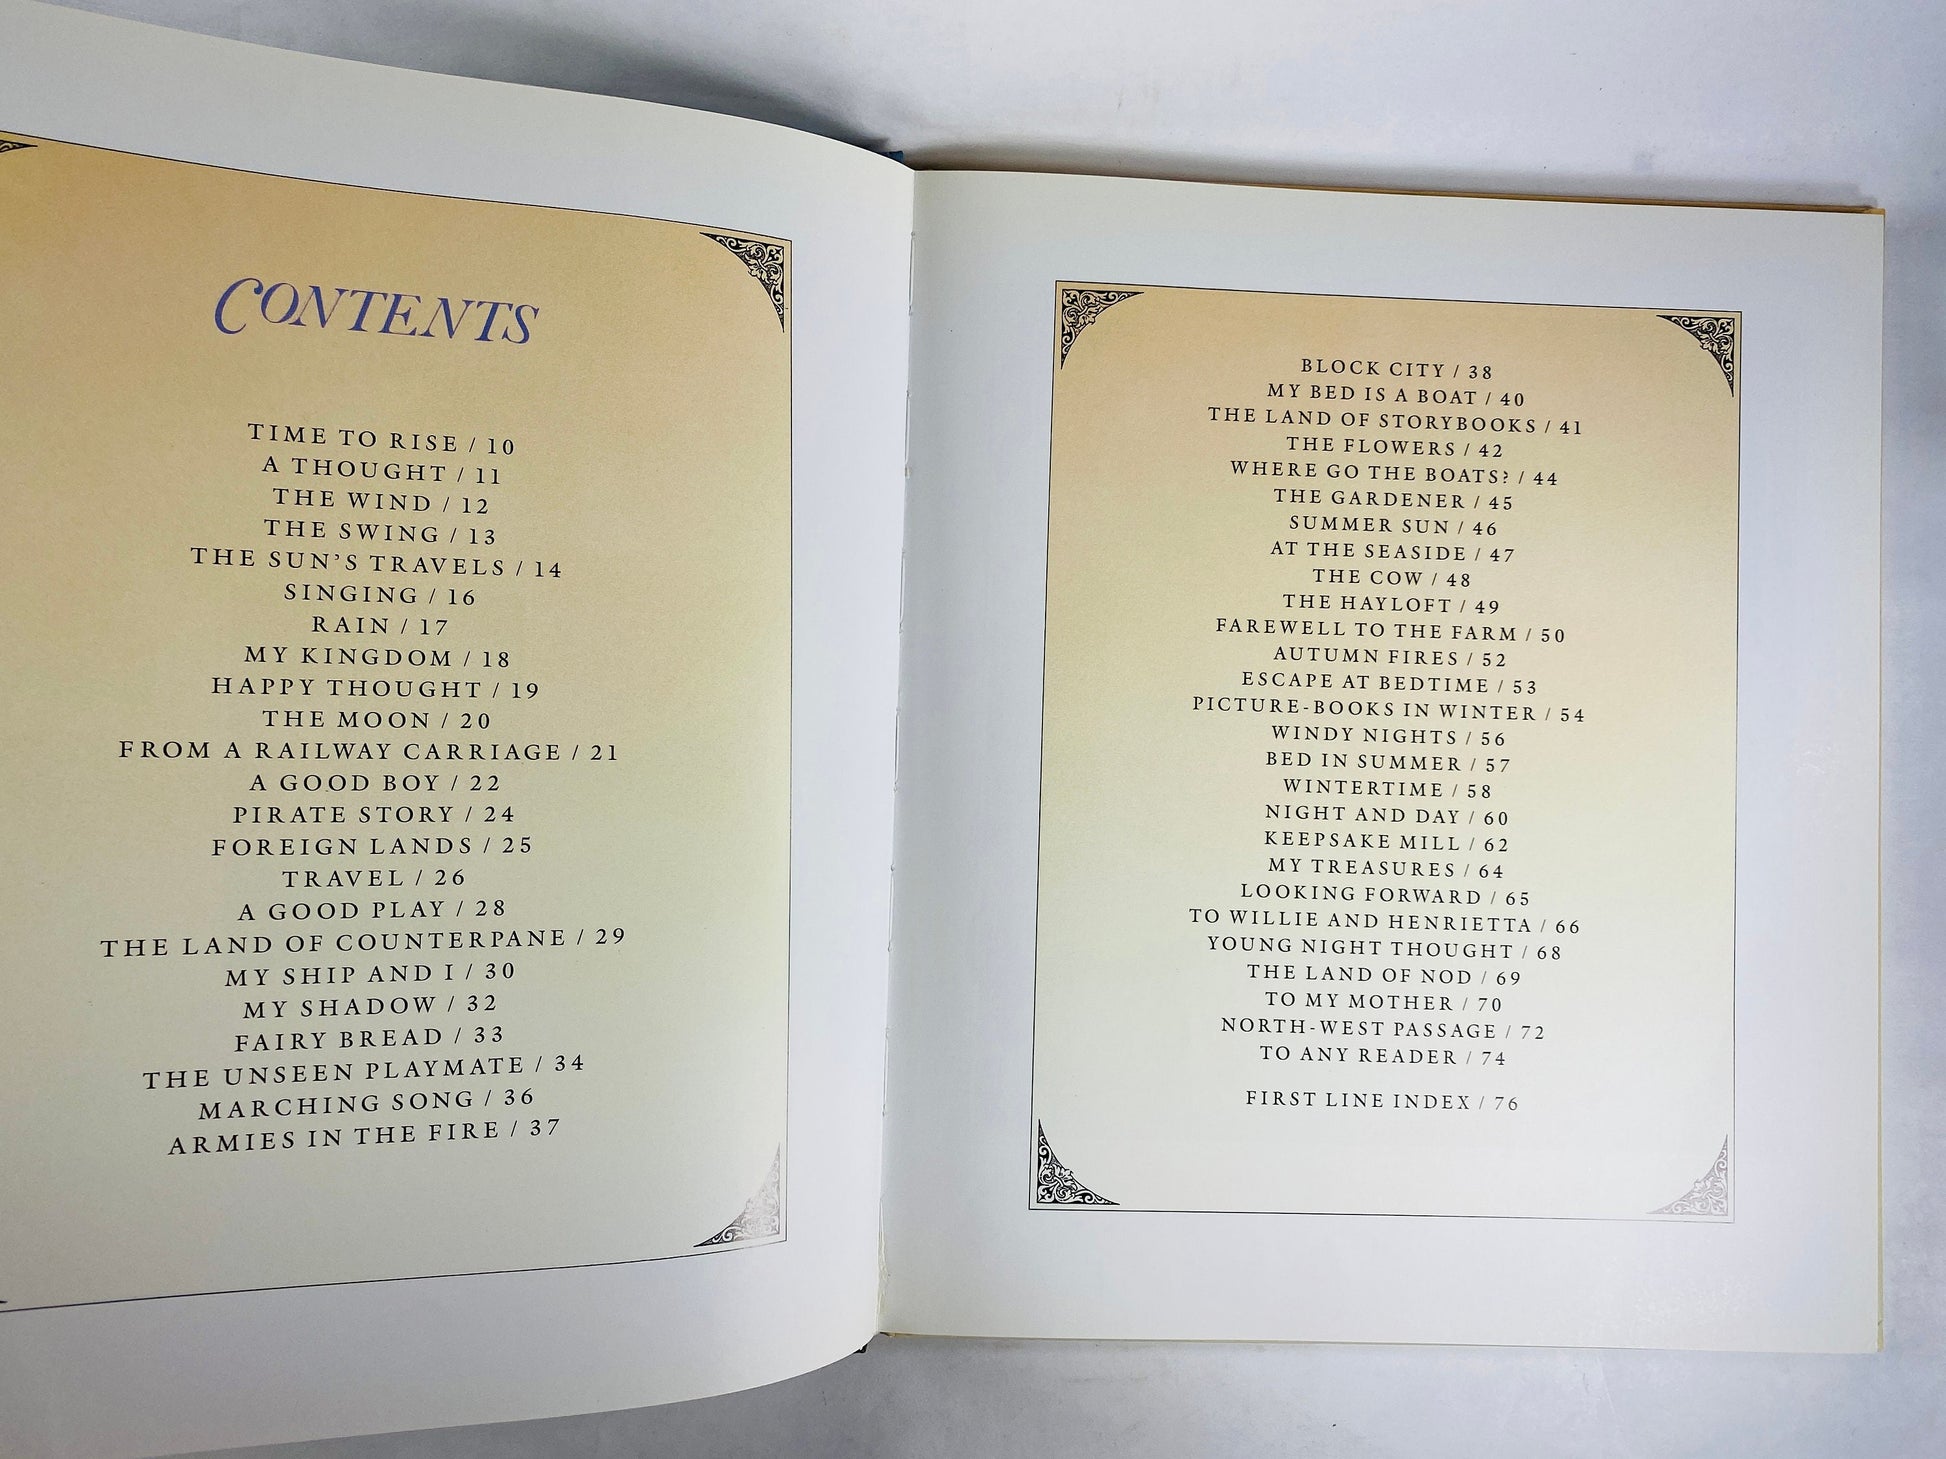 CONTENTS
TIME TO RISE / 10
A THOUGHT / 11
THE WIND / 12
THE SWING / 13
THE SUN'S TRAVELS / 14
SINGING / 16
RAIN / 17
MY KINGDOM / 18
HAPPY THOUGHT / 19
THE MOON / 20
FROM A RAILWAY CARRIAGE / 21
A GOOD BOY / 22
PIRATE STORY / 24
FOREIGN LANDS / 25
TRAVEL / 26
A GOOD PLAY / 28
THE LAND OF COUNTERPANE / 29
MY SHIP AND I / 30
MY SHADOW / 32
FAIRY BREAD / 33
THE UNSEEN PLAYMATE / 34
MARCHING SONG / 36
ARMIES IN THE FIRE / 37
BLOCK CITY / 38
MY BED IS A BOAT / 40
THE LAND OF STORYBOOKS / 41
THE FLOWERS / 42
WHERE GO THE BOATS? / 44
THE GARDENER / 45
SUMMER SUN / 46
AT THE SEASIDE / 47
THE COW / 48
THE HAYLOFT / 49
FAREWELL TO THE FARM / 50
AUTUMN FIRES / 52
ESCAPE AT BEDTIME / 53
PICTURE-BOOKS IN WINTER / 54
WINDY NIGHTS / 56
BED IN SUMMER / 57
WINTERTIME / 58
NIGHT AND DAY / 60
KEEPSAKE MILL / 62
MY TREASURES / 64
LOOKING FORWARD / 65
TO WILLIE AND HENRIETTA / 66
YOUNG NIGHT THOUGHT / 68
THE LAND OF NOD / 69
TO MY MOTHER / 70
NORTH-WEST PASSAGE / 72
TO ANY READER / 74
FIRST LINE INDEX / 76